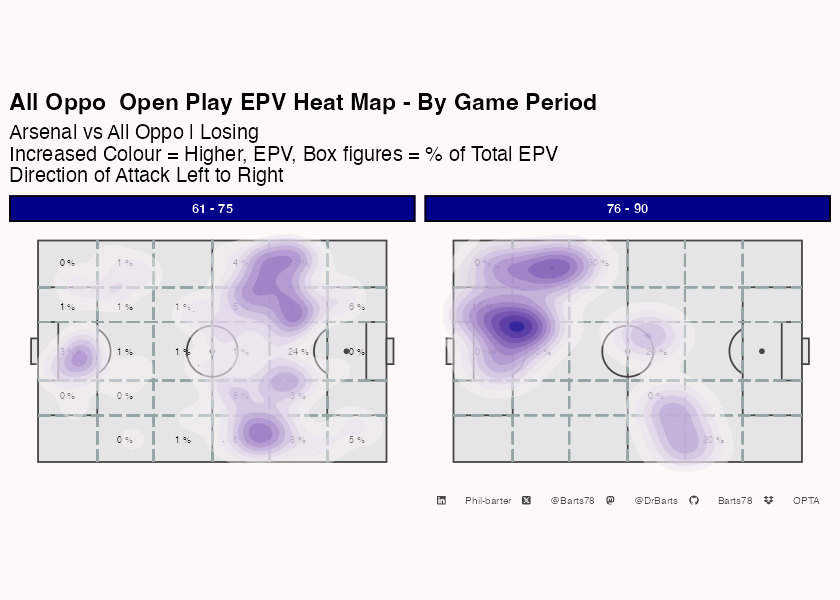 All Oppo  Open Play EPV Heat Map - By Game Period
Arsenal vs All Oppo | Losing
Increased Colour = Higher, EPV, Box figures = % of Total EPV
Direction of Attack Left to Right
61 - 75
76 - 90
0 % 1 % 4 %
1 % 1 % 1 % 6 %
1 % 1 % 24 % 0 %
0 % 0 % 3 %
0 % 1 % 5 %
0 %
20 %
0 %
20 %
Phil-barter @Barts78 @DrBarts Barts78 OPTA